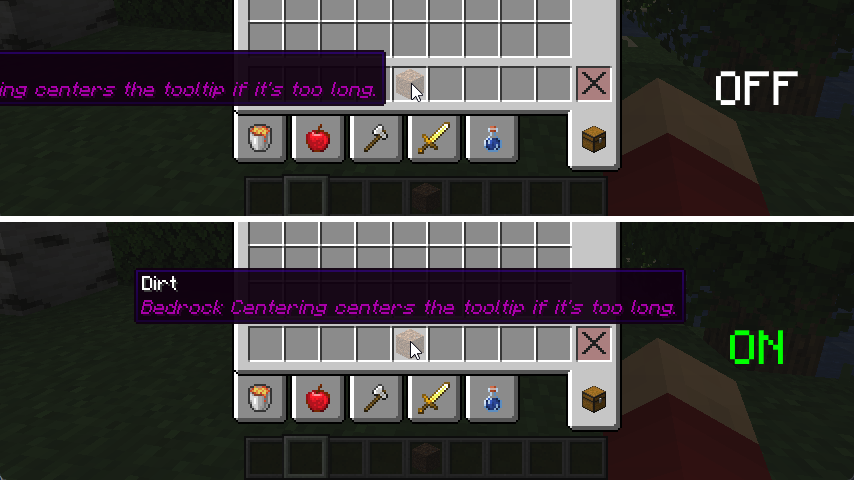 ing centers the tooltip if it's too long.
OFF
Dirt
Bedrock Centering centers the tooltip if it's too long.
ON